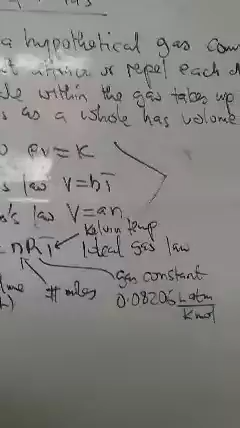 a hypothetical gas com
or repel each
within the gas takes up
as a whole has volume
PV = K
law V = bT
's law V = an
Kelvin temp
= nRT Ideal gas law
gas constant
# moles 0.08206 L atm
K mol